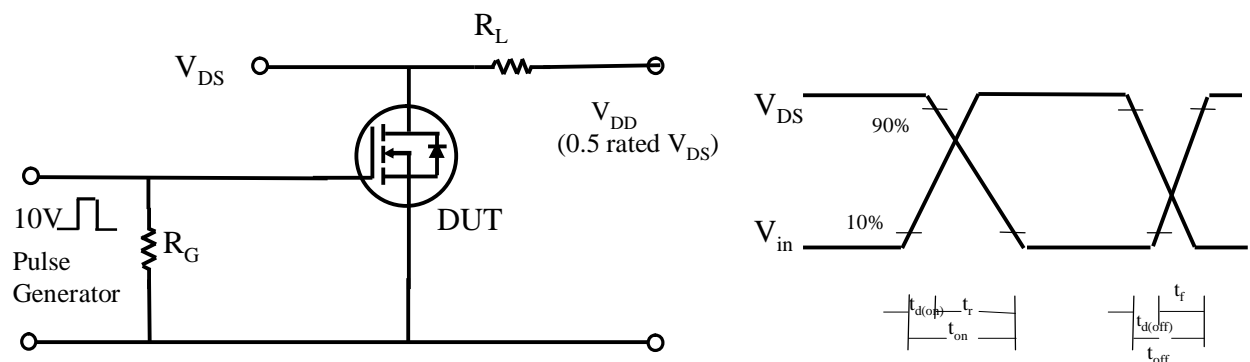 R_L
V_DS
V_DD
(0.5 rated V_DS)
10V
Pulse
Generator
R_G
DUT
V_DS
90%
V_in
10%
t_d(on)
t_r
t_on
t_f
t_d(off)
t_off